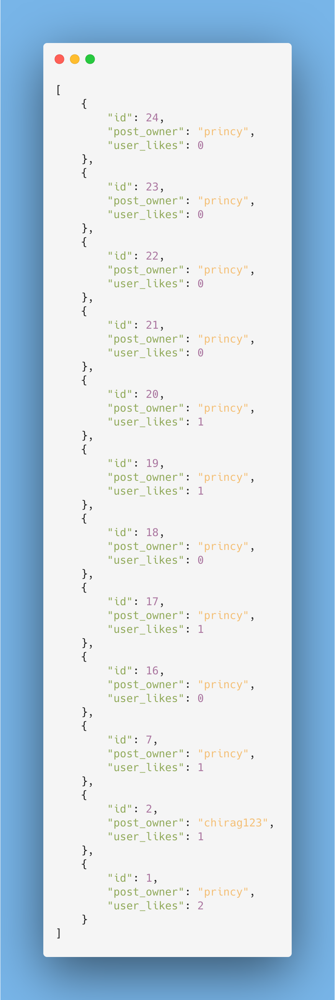 [
    {
        "id": 24,
        "post_owner": "princy",
        "user_likes": 0
    },
    {
        "id": 23,
        "post_owner": "princy",
        "user_likes": 0
    },
    {
        "id": 22,
        "post_owner": "princy",
        "user_likes": 0
    },
    {
        "id": 21,
        "post_owner": "princy",
        "user_likes": 0
    },
    {
        "id": 20,
        "post_owner": "princy",
        "user_likes": 1
    },
    {
        "id": 19,
        "post_owner": "princy",
        "user_likes": 1
    },
    {
        "id": 18,
        "post_owner": "princy",
        "user_likes": 0
    },
    {
        "id": 17,
        "post_owner": "princy",
        "user_likes": 1
    },
    {
        "id": 16,
        "post_owner": "princy",
        "user_likes": 0
    },
    {
        "id": 7,
        "post_owner": "princy",
        "user_likes": 1
    },
    {
        "id": 2,
        "post_owner": "chirag123",
        "user_likes": 1
    },
    {
        "id": 1,
        "post_owner": "princy",
        "user_likes": 2
    }
]